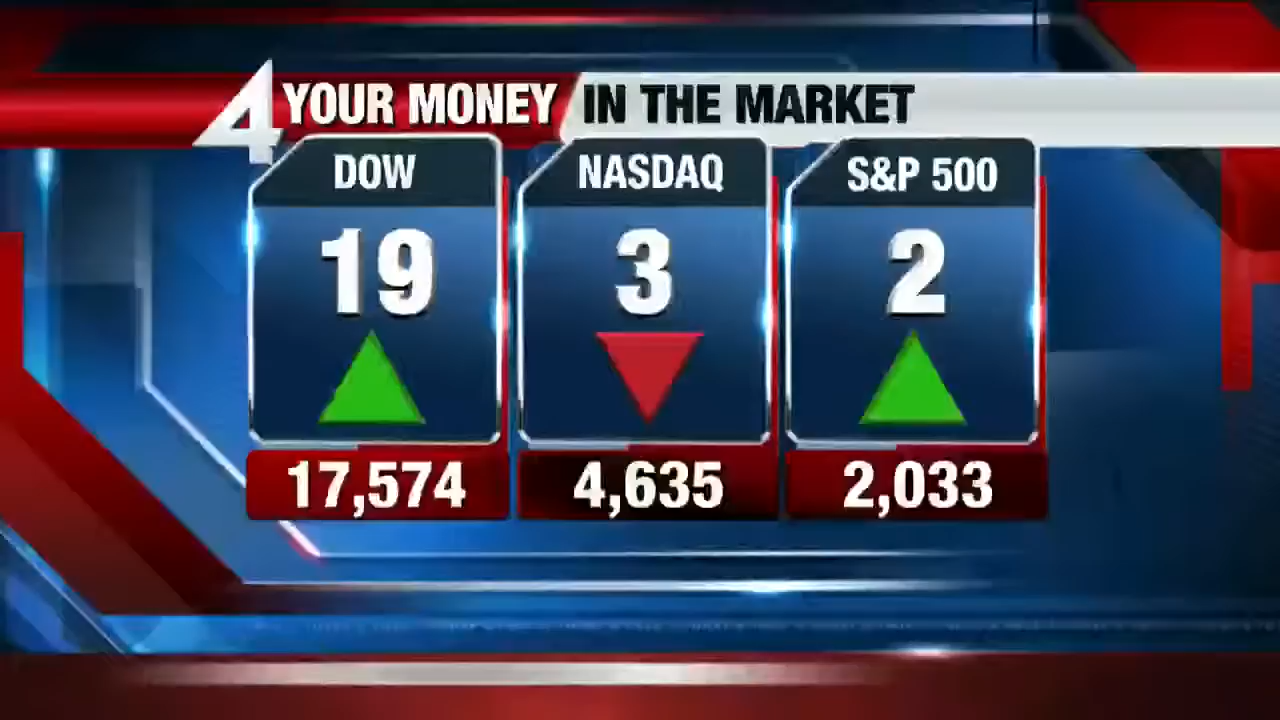 4 YOUR MONEY IN THE MARKET
DOW NASDAQ S&P 500
19 3 2
17,574 4,635 2,033